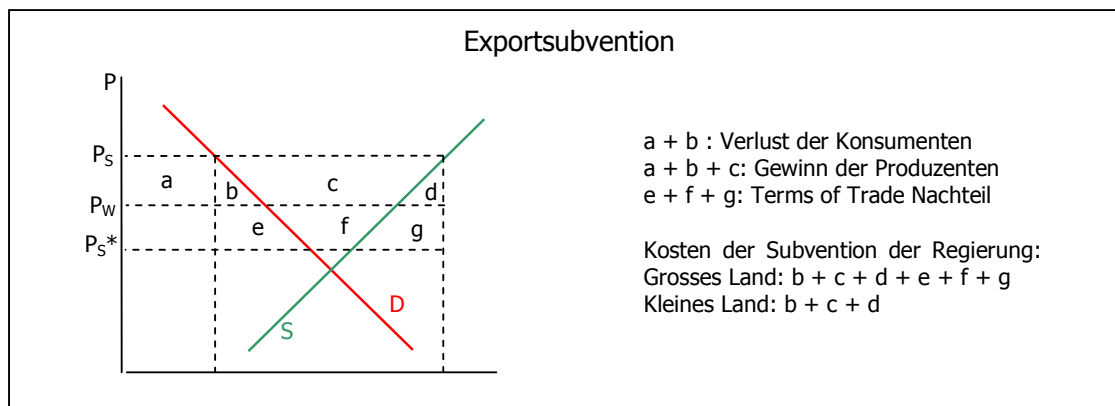 Exportsubvention
P
P_S
a
b
c
d
P_W
e
f
g
P_S*
S
D
a + b : Verlust der Konsumenten
a + b + c: Gewinn der Produzenten
e + f + g: Terms of Trade Nachteil
Kosten der Subvention der Regierung:
Grosses Land: b + c + d + e + f + g
Kleines Land: b + c + d